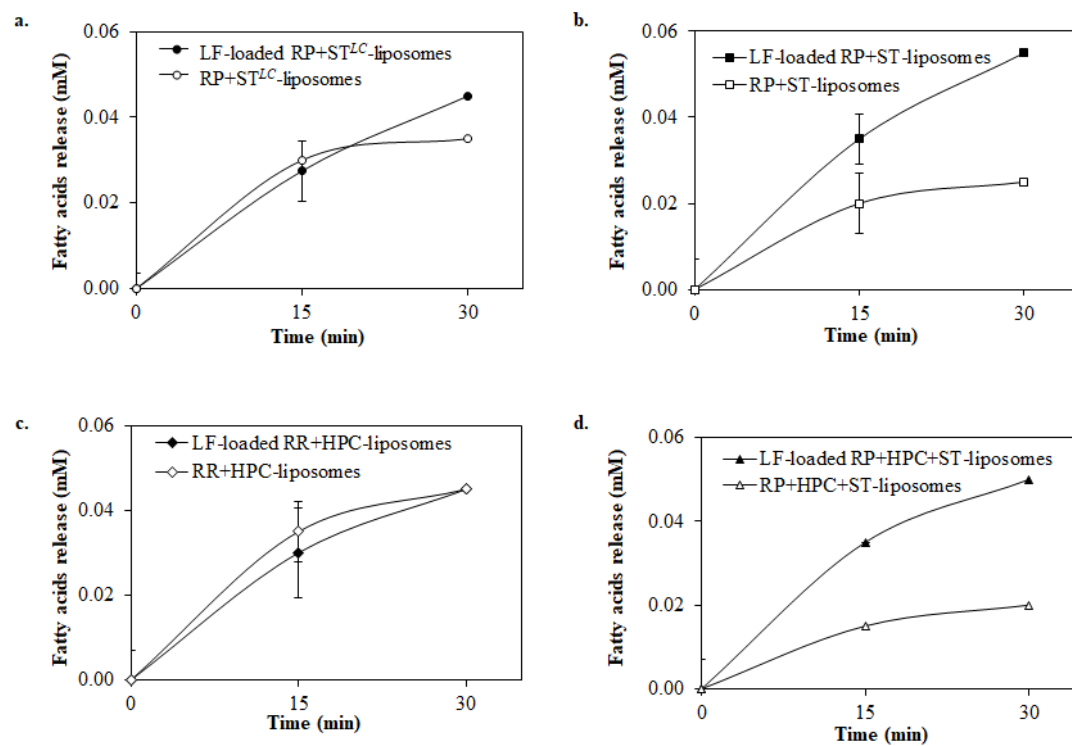 a.
Fatty acids release (mM)
0.06
0.04
0.02
0.00
LF-loaded RP+ST^LC-liposomes
RP+ST^LC-liposomes
0 15 30
Time (min)
b.
Fatty acids release (mM)
0.06
0.04
0.02
0.00
LF-loaded RP+ST-liposomes
RP+ST-liposomes
0 15 30
Time (min)
c.
Fatty acids release (mM)
0.06
0.04
0.02
0.00
LF-loaded RR+HPC-liposomes
RR+HPC-liposomes
0 15 30
Time (min)
d.
Fatty acids release (mM)
0.06
0.04
0.02
0.00
LF-loaded RP+HPC+ST-liposomes
RP+HPC+ST-liposomes
0 15 30
Time (min)